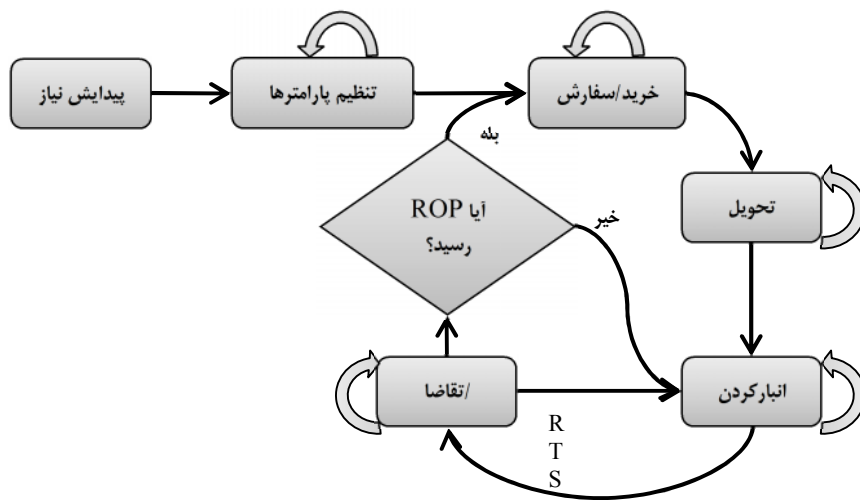 پیدایش نیاز
تنظیم پارامترها
خرید/سفارش
بله
آیا ROP
رسید؟
خیر
تحویل
تقاضا/
انبارکردن
R
T
S